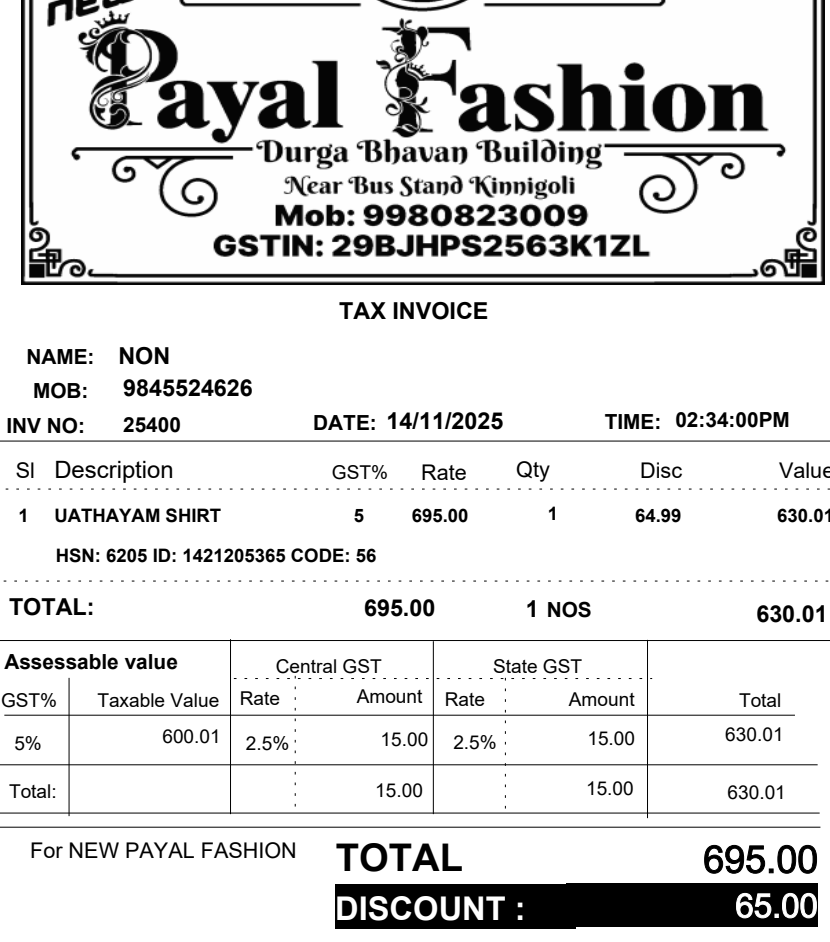 new
Payal Fashion
Durga Bhavan Building
Near Bus Stand Kinnigoli
Mob: 9980823009
GSTIN: 29BJHPS2563K1ZL
TAX INVOICE
NAME: NON
MOB: 9845524626
INV NO: 25400 DATE: 14/11/2025 TIME: 02:34:00PM
Sl Description GST% Rate Qty Disc Value
1 UATHAYAM SHIRT 5 695.00 1 64.99 630.01
HSN: 6205 ID: 1421205365 CODE: 56
TOTAL: 695.00 1 NOS 630.01
Assessable value Central GST State GST
GST% Taxable Value Rate Amount Rate Amount Total
5% 600.01 2.5% 15.00 2.5% 15.00 630.01
Total: 15.00 15.00 630.01
For NEW PAYAL FASHION TOTAL 695.00
DISCOUNT : 65.00